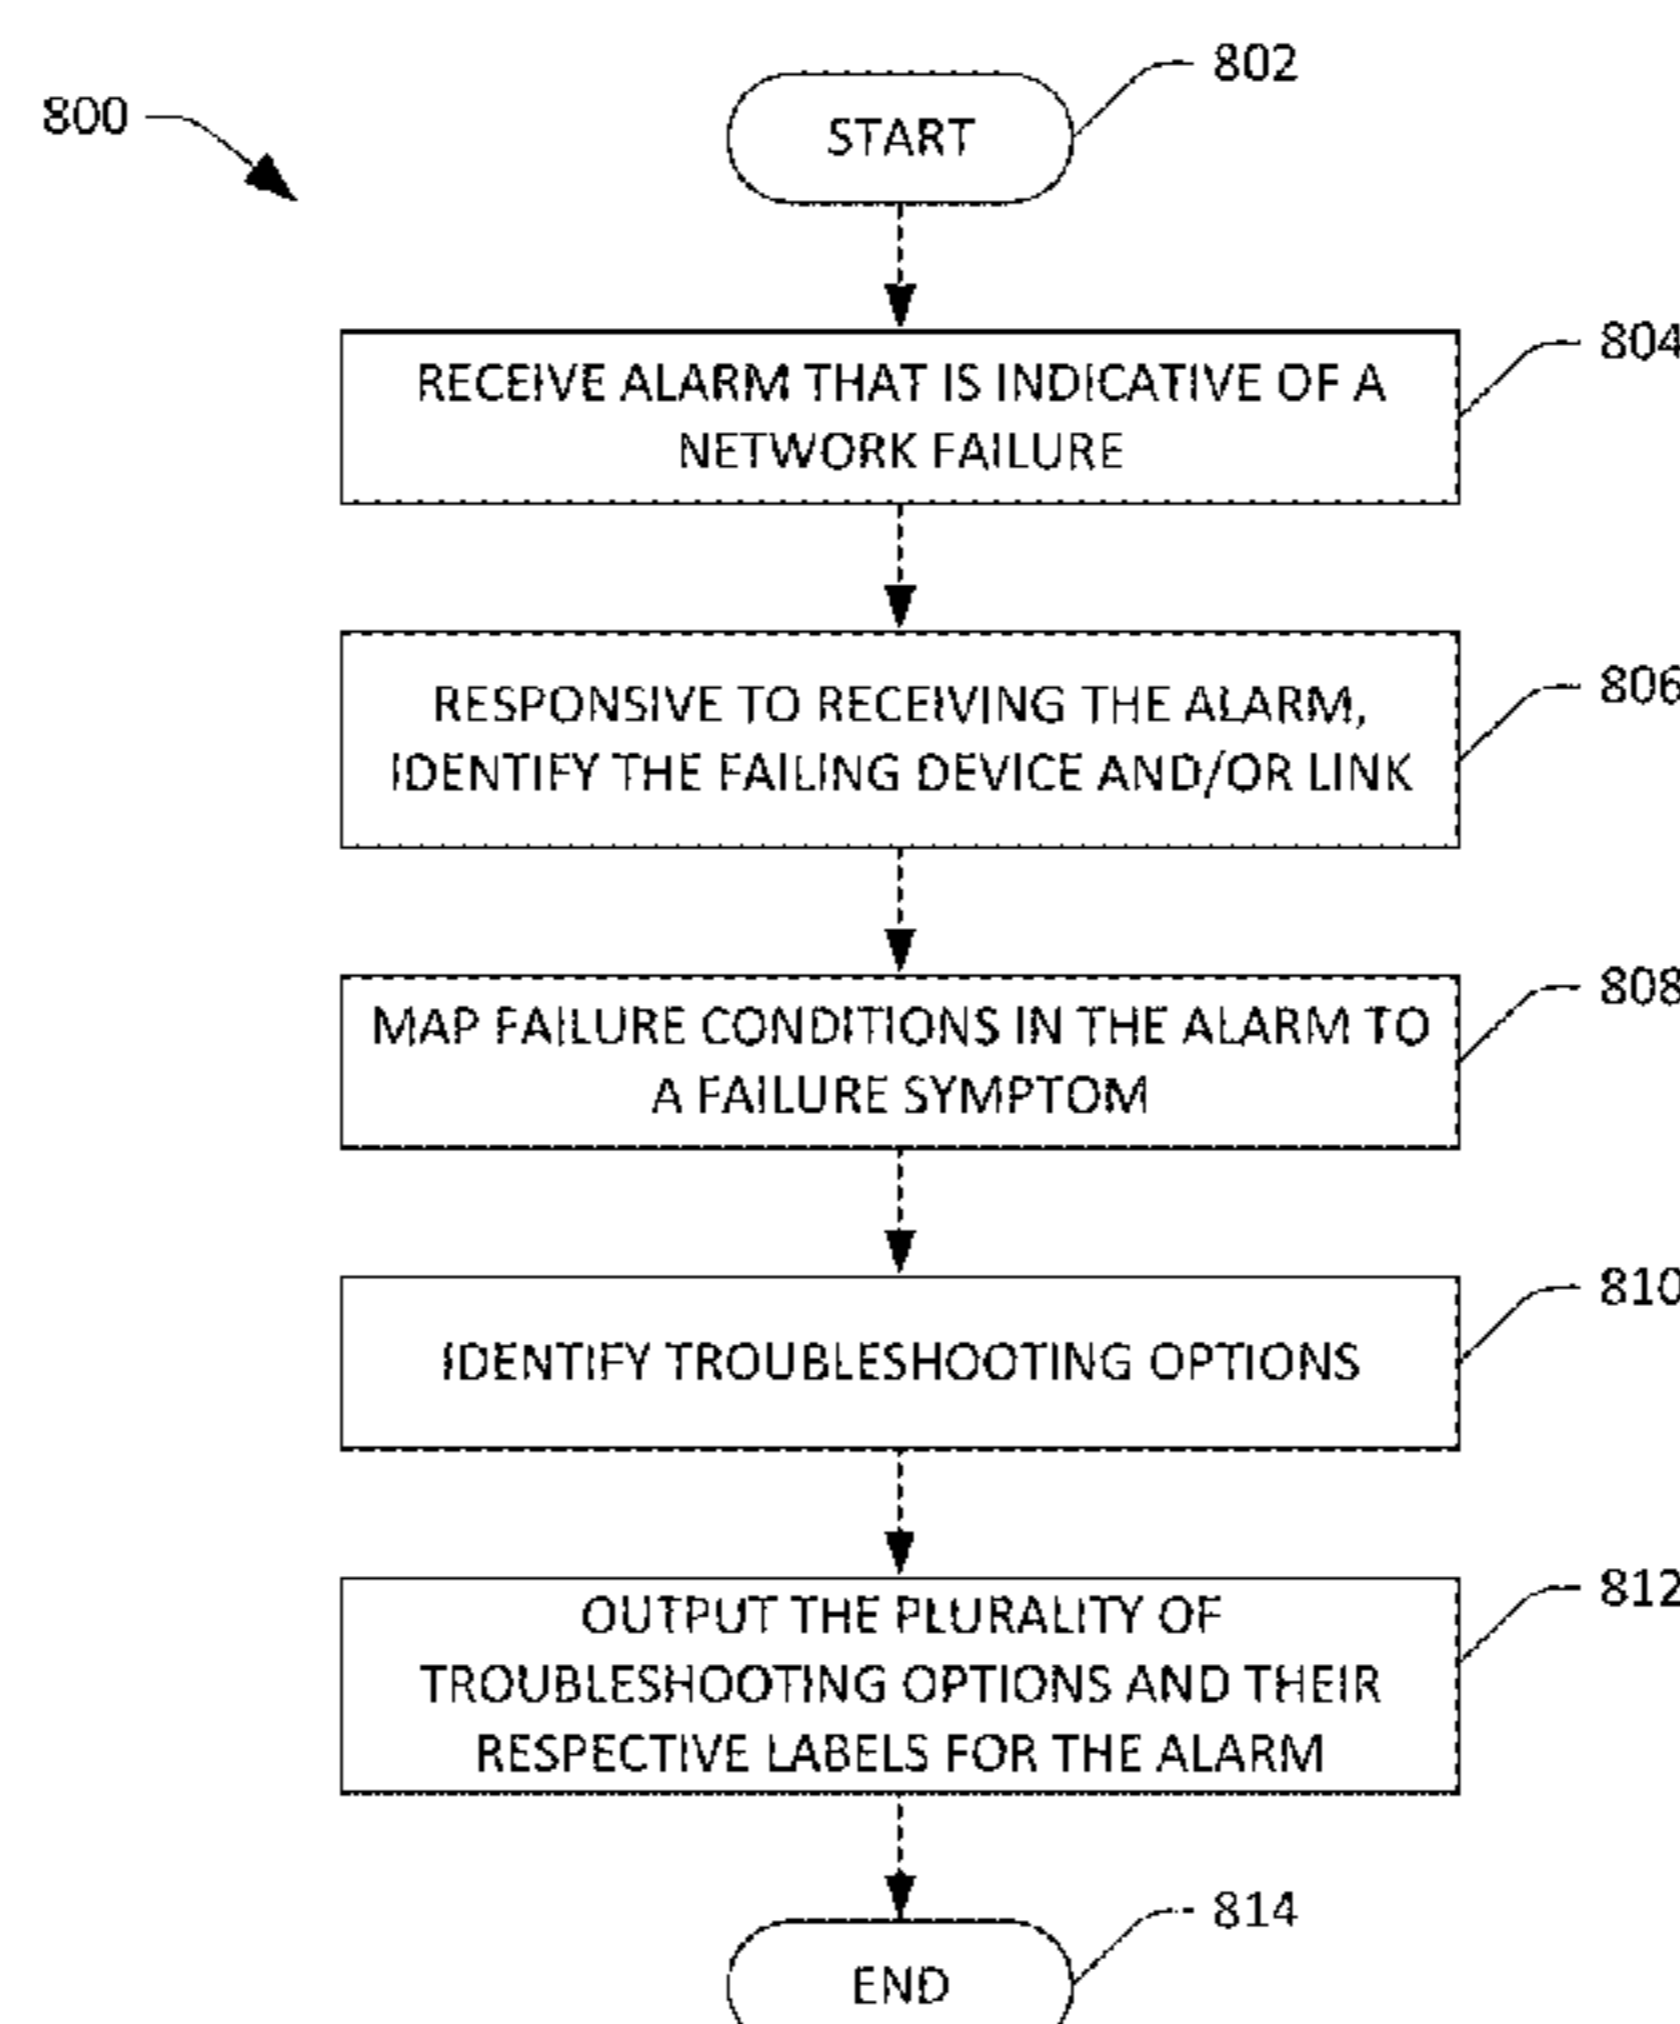 800
START
802
RECEIVE ALARM THAT IS INDICATIVE OF A
NETWORK FAILURE
804
RESPONSIVE TO RECEIVING THE ALARM,
IDENTIFY THE FAILING DEVICE AND/OR LINK
806
MAP FAILURE CONDITIONS IN THE ALARM TO
A FAILURE SYMPTOM
808
IDENTIFY TROUBLESHOOTING OPTIONS
810
OUTPUT THE PLURALITY OF
TROUBLESHOOTING OPTIONS AND THEIR
RESPECTIVE LABELS FOR THE ALARM
812
END
814